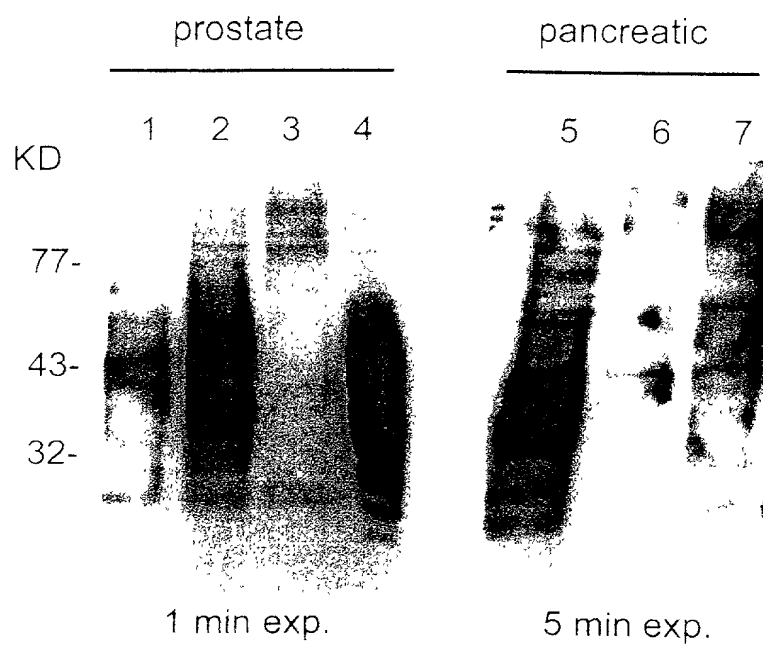 prostate pancreatic
1 2 3 4 5 6 7
KD
77-
43-
32-
1 min exp. 5 min exp.